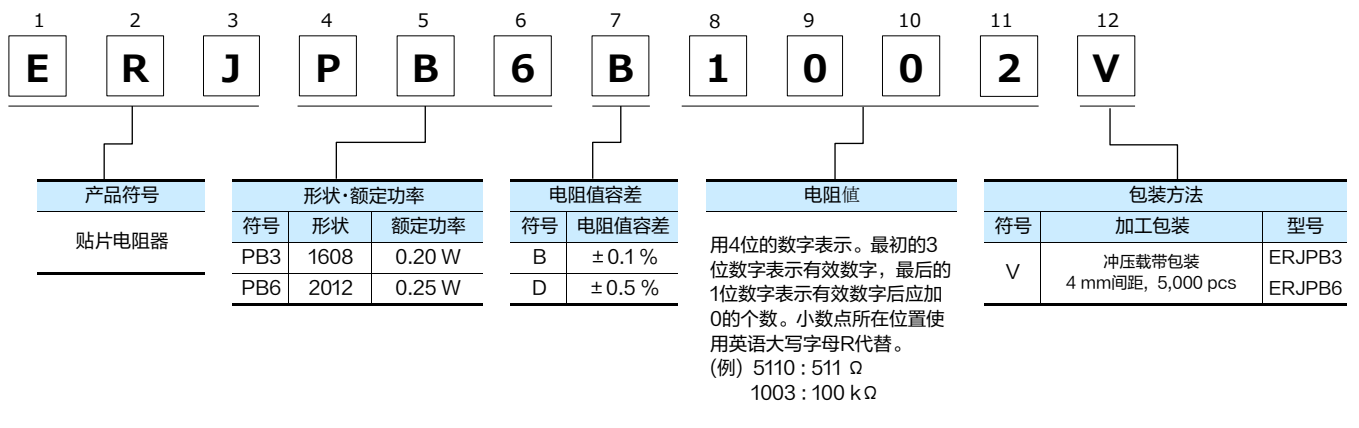 1 2 3 4 5 6 7 8 9 10 11 12
E R J P B 6 B 1 0 0 2 V
产品符号
贴片电阻器
形状·额定功率
符号 形状 额定功率
PB3 1608 0.20 W
PB6 2012 0.25 W
电阻值容差
符号 电阻值容差
B ±0.1 %
D ±0.5 %
电阻値
用4位的数字表示。最初的3
位数字表示有效数字，最后的
1位数字表示有效数字后应加
0的个数。小数点所在位置使
用英语大写字母R代替。
(例) 5110 : 511 Ω
1003 : 100 kΩ
包装方法
符号 加工包装 型号
V
冲压载带包装
4 mm间距, 5,000 pcs
ERJPB3
ERJPB6